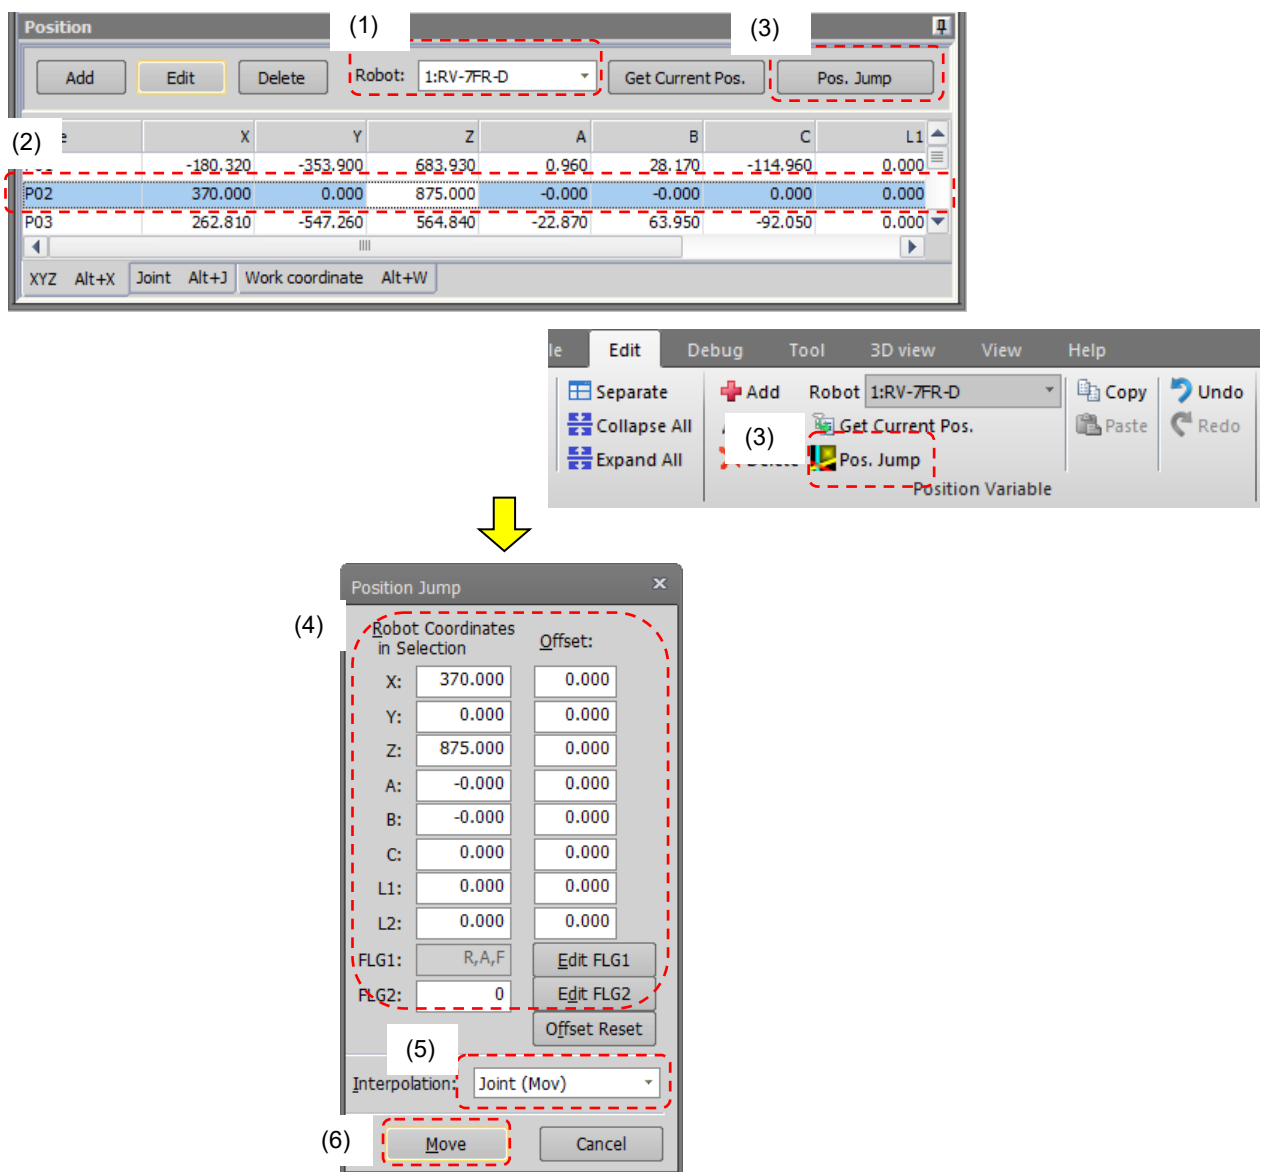 Position
(1)
(3)
Add Edit Delete Robot: 1:RV-7FR-D Get Current Pos. Pos. Jump
(2)
X Y Z A B C L1
-180.320 -353.900 683.930 0.960 28.170 -114.960 0.000
P02 370.000 0.000 875.000 -0.000 -0.000 0.000 0.000
P03 262.810 -547.260 564.840 -22.870 63.950 -92.050 0.000
XYZ Alt+X Joint Alt+J Work coordinate Alt+W
le Edit Debug Tool 3D view View Help
Separate Add Robot 1:RV-7FR-D Copy Undo
Collapse All (3) Get Current Pos. Paste Redo
Expand All Delete Pos. Jump
Position Variable
Position Jump x
(4)
Robot Coordinates
in Selection
Offset:
X: 370.000 0.000
Y: 0.000 0.000
Z: 875.000 0.000
A: -0.000 0.000
B: -0.000 0.000
C: 0.000 0.000
L1: 0.000 0.000
L2: 0.000 0.000
FLG1: R,A,F Edit FLG1
FLG2: 0 Edit FLG2
Offset Reset
(5)
Interpolation: Joint (Mov)
(6)
Move Cancel